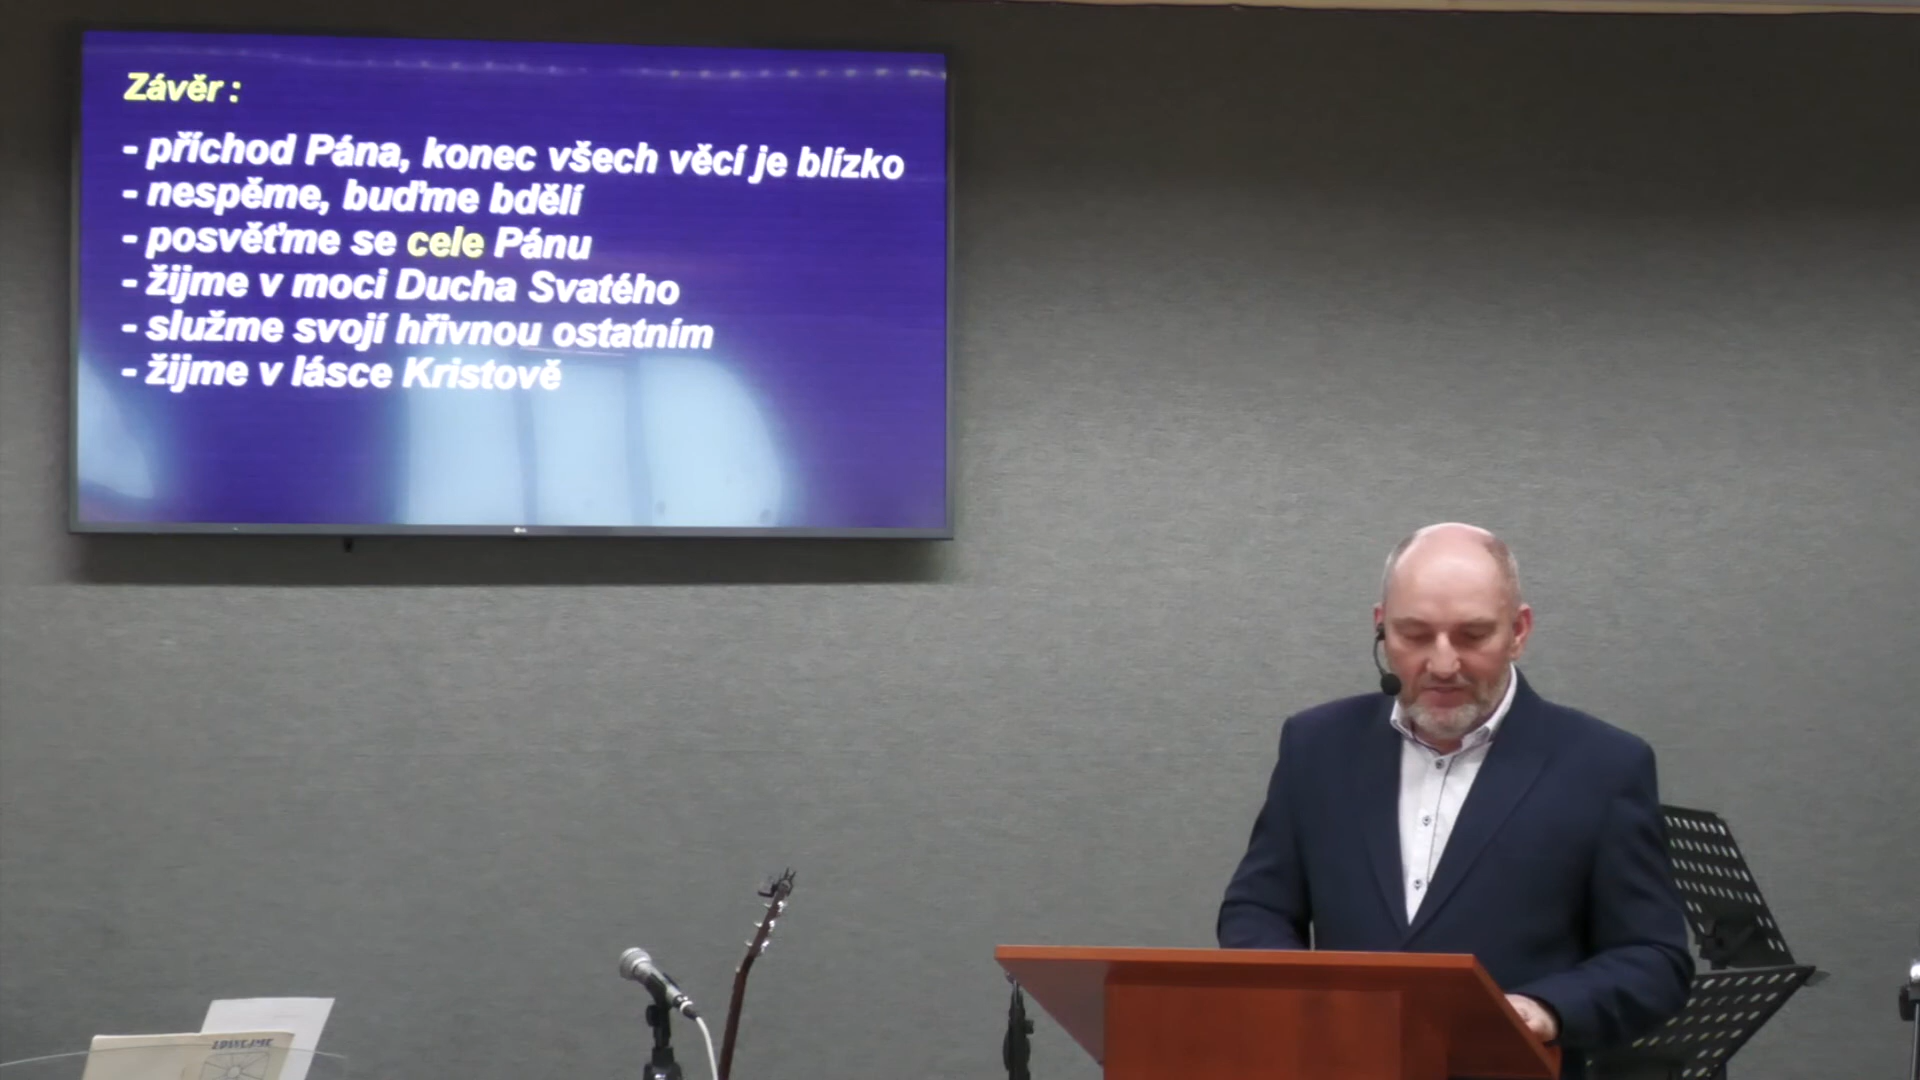 Závěr :
- příchod Pána, konec všech věcí je blízko
- nespěme, buďme bdělí
- posvěťme se cele Pánu
- žijme v moci Ducha Svatého
- služme svojí hřivnou ostatním
- žijme v lásce Kristově